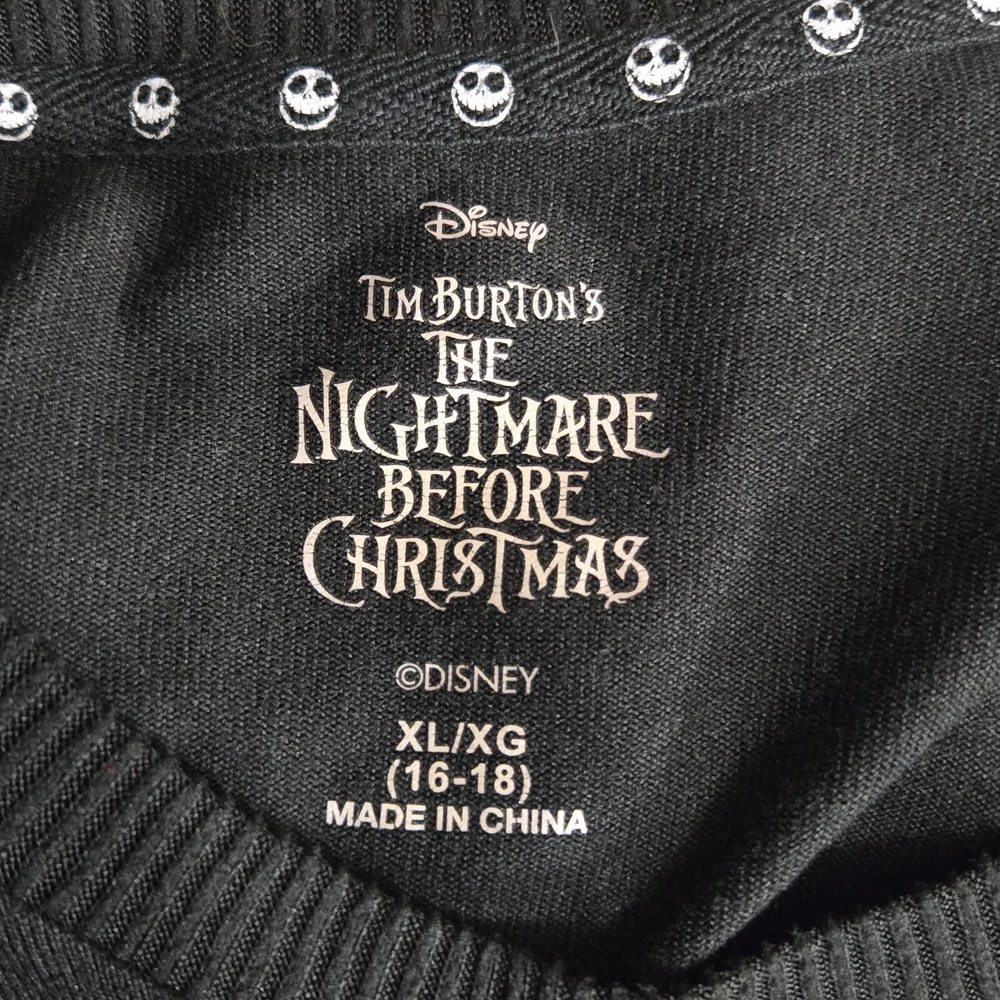 Disney
TIM BURTON'S
THE
NIGHTMARE
BEFORE
CHRISTMAS
©DISNEY
XL/XG
(16-18)
MADE IN CHINA